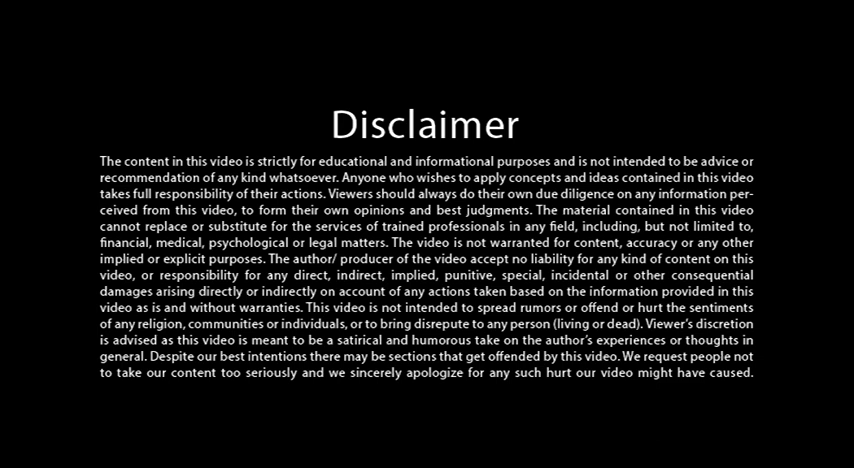 Disclaimer
The content in this video is strictly for educational and informational purposes and is not intended to be advice or
recommendation of any kind whatsoever. Anyone who wishes to apply concepts and ideas contained in this video
takes full responsibility of their actions. Viewers should always do their own due diligence on any information per-
ceived from this video, to form their own opinions and best judgments. The material contained in this video
cannot replace or substitute for the services of trained professionals in any field, including, but not limited to,
financial, medical, psychological or legal matters. The video is not warranted for content, accuracy or any other
implied or explicit purposes. The author/ producer of the video accept no liability for any kind of content on this
video, or responsibility for any direct, indirect, implied, punitive, special, incidental or other consequential
damages arising directly or indirectly on account of any actions taken based on the information provided in this
video as is and without warranties. This video is not intended to spread rumors or offend or hurt the sentiments
of any religion, communities or individuals, or to bring disrepute to any person (living or dead). Viewer's discretion
is advised as this video is meant to be a satirical and humorous take on the author's experiences or thoughts in
general. Despite our best intentions there may be sections that get offended by this video. We request people not
to take our content too seriously and we sincerely apologize for any such hurt our video might have caused.